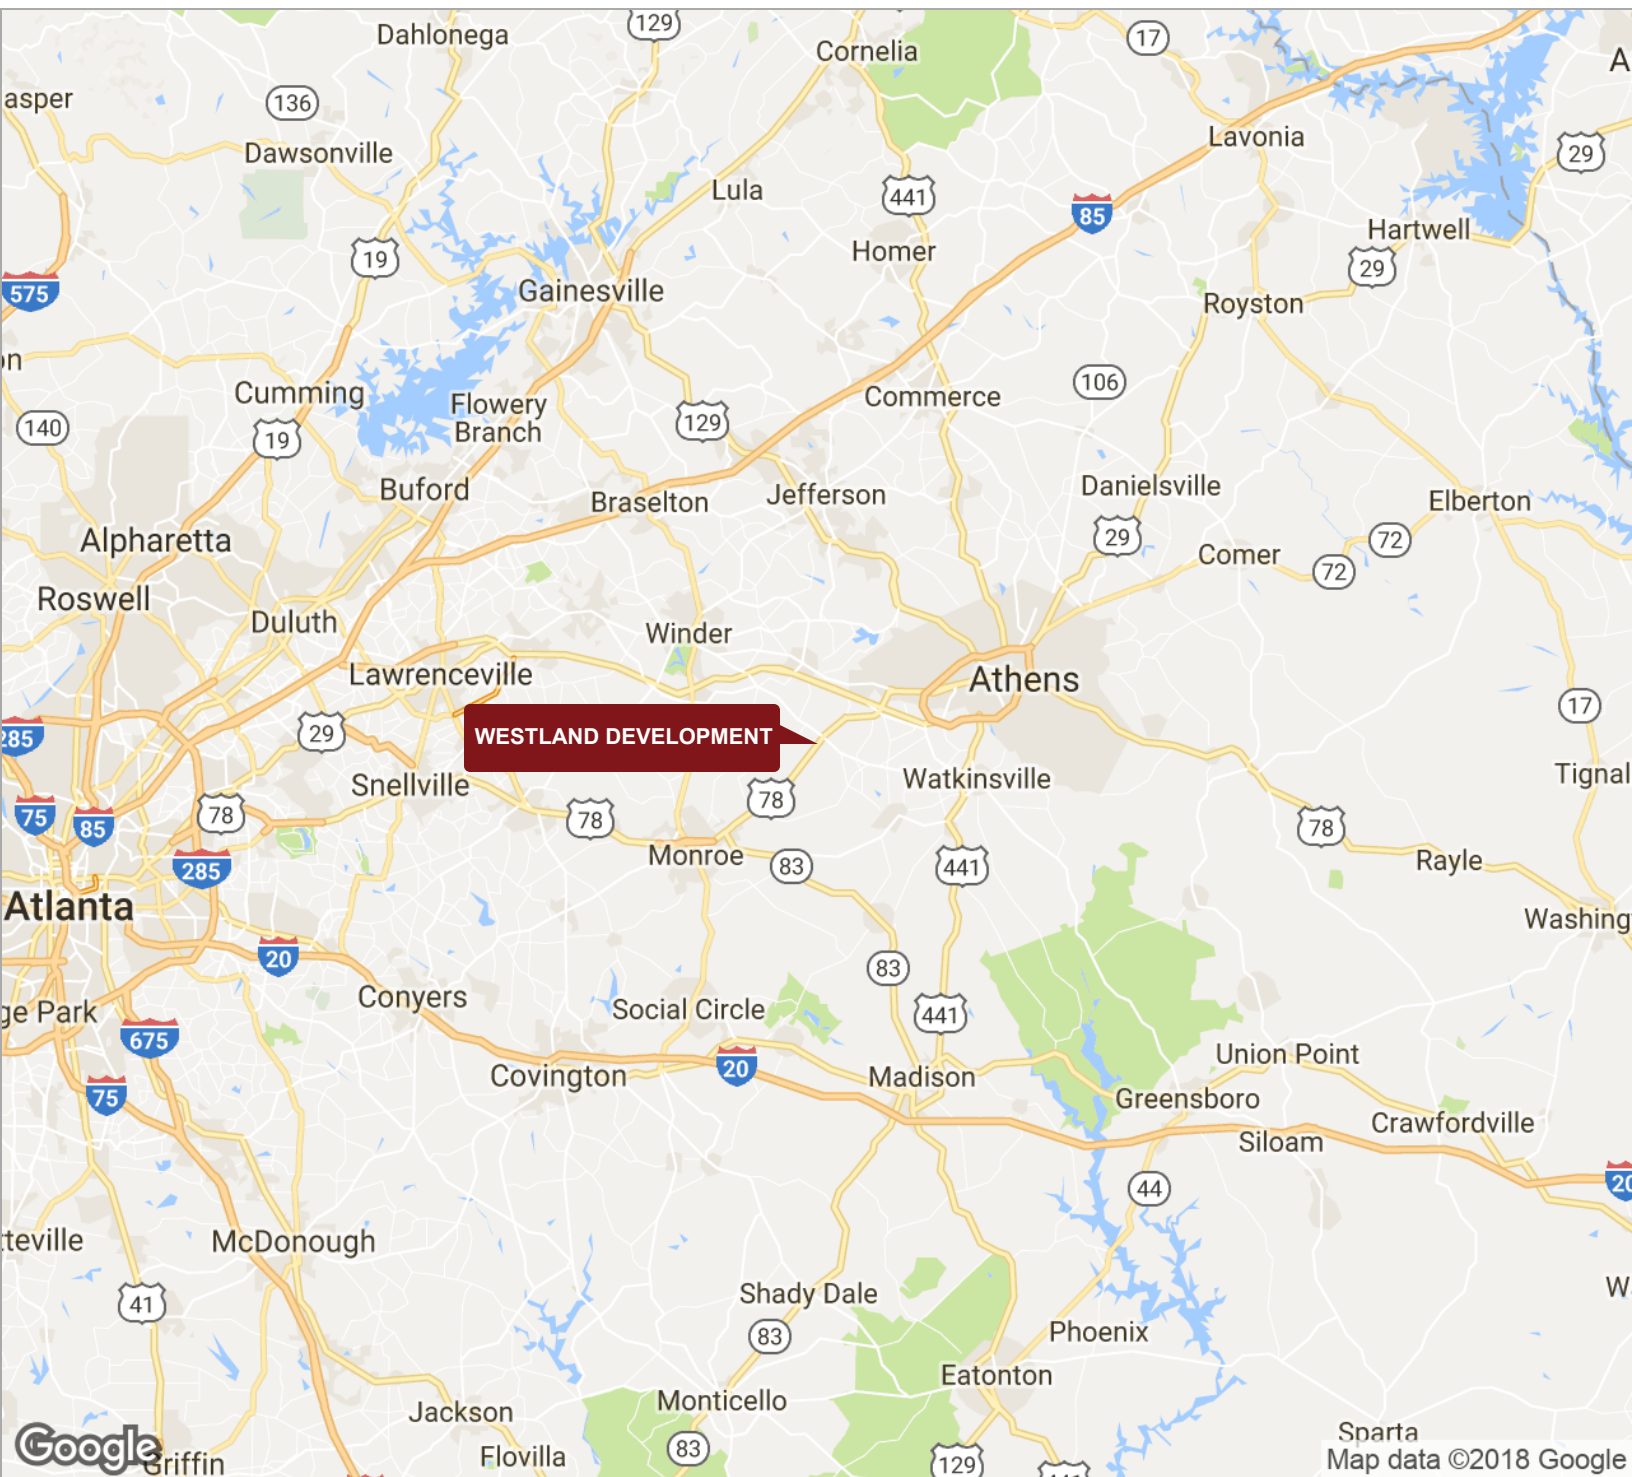 Dahlonega
129
Cornelia
17
A
asper
136
Dawsonville
Lavonia
29
Lula
441
85
19
Homer
Hartwell
29
575
Gainesville
Royston
on
Cumming
106
Commerce
140
19
Flowery
Branch
129
Buford
Braselton
Jefferson
Danielsville
Elberton
Alpharetta
29
72
Comer
72
Roswell
Duluth
Winder
Lawrenceville
Athens
17
285
29
WESTLAND DEVELOPMENT
Snellville
Watkinsville
Tignal
75
85
78
78
78
78
Monroe
83
441
Rayle
285
Atlanta
Washing
20
83
Conyers
Social Circle
441
ge Park
675
Union Point
20
Covington
Madison
75
Greensboro
Crawfordville
Siloam
20
44
tteville
McDonough
41
Shady Dale
W
83
Phoenix
Eatonton
Monticello
Jackson
Sparta
Google
Griffin
Flovilla
83
129
441
Map data ©2018 Google